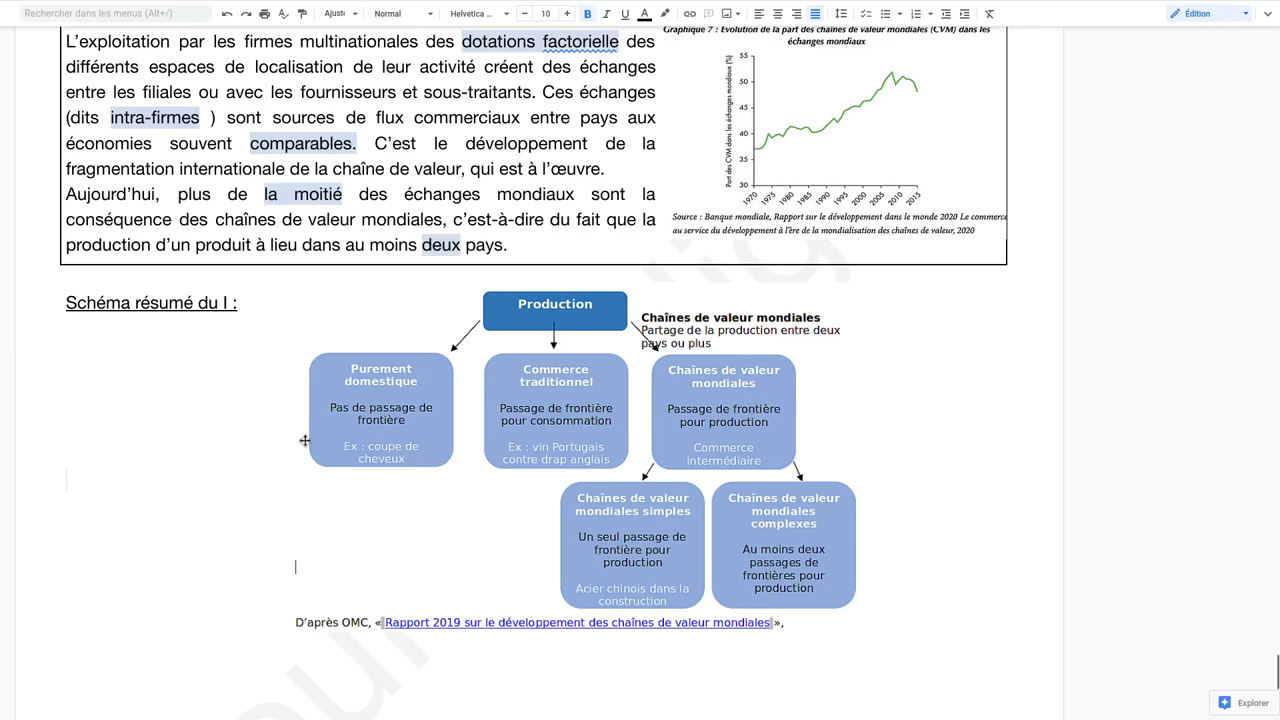 Rechercher dans les menus (Alt+/)
Ajuste
Normal
Helvetica ...
10
B I U A
Édition
L'exploitation par les firmes multinationales des dotations factorielle des
différents espaces de localisation de leur activité créent des échanges
entre les filiales ou avec les fournisseurs et sous-traitants. Ces échanges
(dits intra-firmes ) sont sources de flux commerciaux entre pays aux
économies souvent comparables. C'est le développement de la
fragmentation internationale de la chaîne de valeur, qui est à l'œuvre.
Aujourd'hui, plus de la moitié des échanges mondiaux sont la
conséquence des chaînes de valeur mondiales, c'est-à-dire du fait que la
production d'un produit à lieu dans au moins deux pays.
Graphique 7 : Evolution de la part des chaînes de valeur mondiales (CVM) dans les
échanges mondiaux
Part des CVM dans les échanges mondiaux (%)
55
50
45
40
35
30
1970
1975
1980
1985
1990
1995
2000
2005
2010
2015
Source : Banque mondiale, Rapport sur le développement dans le monde 2020 Le commerce
au service du développement à l'ère de la mondialisation des chaînes de valeur, 2020
Schéma résumé du I :
Production
Chaînes de valeur mondiales
Partage de la production entre deux
pays ou plus
Purement
domestique
Pas de passage de
frontière
Ex : coupe de
cheveux
Commerce
traditionnel
Passage de frontière
pour consommation
Ex : vin Portugais
contre drap anglais
Chaînes de valeur
mondiales
Passage de frontière
pour production
Commerce
intermédiaire
Chaînes de valeur
mondiales simples
Un seul passage de
frontière pour
production
Acier chinois dans la
construction
Chaînes de valeur
mondiales
complexes
Au moins deux
passages de
frontières pour
production
D'après OMC, « Rapport 2019 sur le développement des chaînes de valeur mondiales »,
Explorer